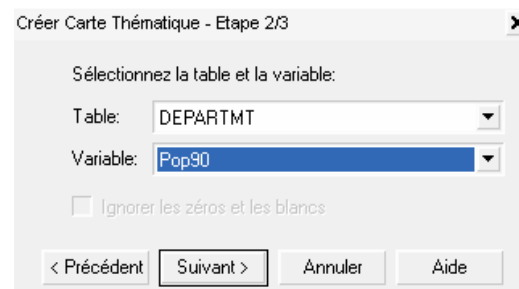 Créer Carte Thématique - Etape 2/3
Sélectionnez la table et la variable:
Table: DEPARTMT
Variable: Pop90
Ignorer les zéros et les blancs
< Précédent Suivant > Annuler Aide